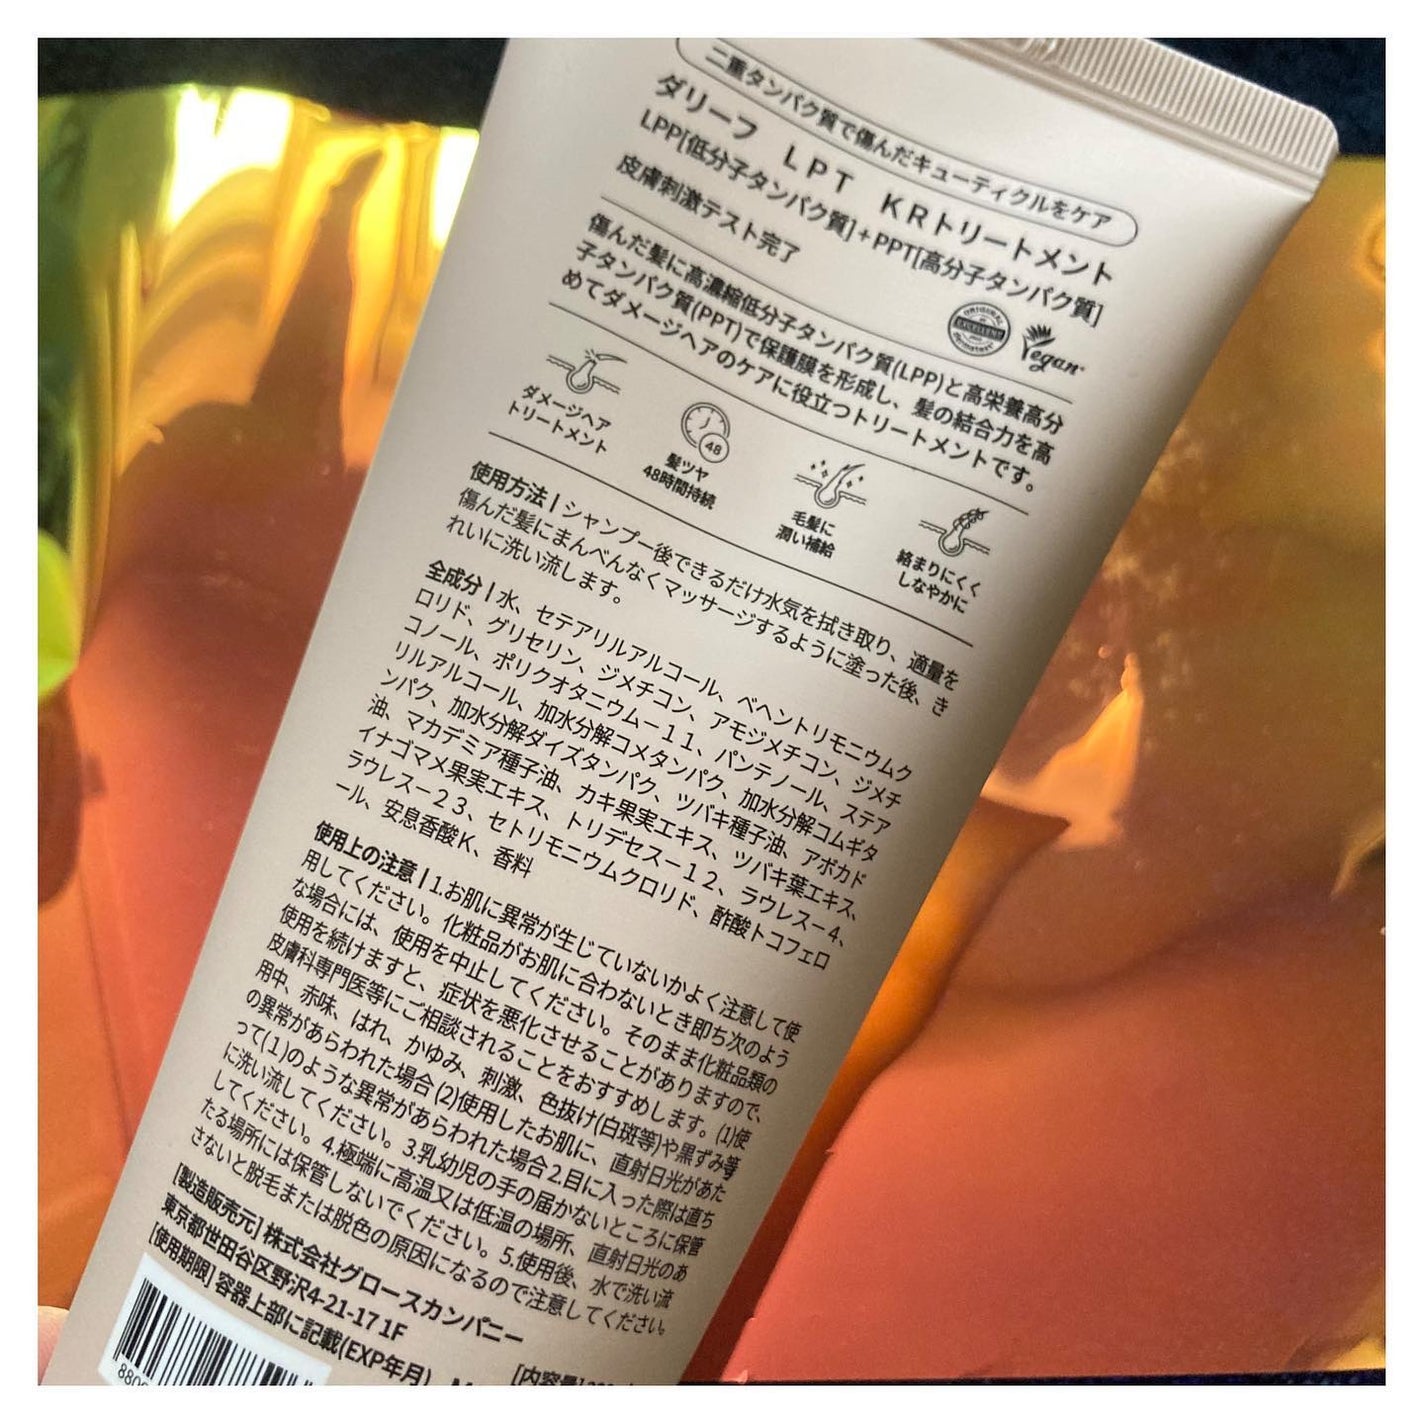 二重タンパク質で傷んだキューティクルをケア
ダリーフ LPT KRトリートメント
LPP[低分子タンパク質]+PPT[高分子タンパク質]
皮膚刺激テスト完了
ORIGINAL
EXCELLENT
Dermatest
Vegan
傷んだ髪に高濃縮低分子タンパク質(LPP)と高栄養高分
子タンパク質(PPT)で保護膜を形成し、髪の結合力を高
めてダメージヘアのケアに役立つトリートメントです。
ダメージヘア
トリートメント
48
髪ツヤ
48時間持続
毛髪に
潤い補給
絡まりにくく
しなやかに
使用方法 | シャンプー後できるだけ水気を拭き取り、適量を
傷んだ髪にまんべんなくマッサージするように塗った後、き
れいに洗い流します。
全成分 | 水、セテアリルアルコール、ベヘントリモニウムク
ロリド、グリセリン、ジメチコン、アモジメチコン、ジメチ
コノール、ポリクオタニウム－１１、パンテノール、ステア
リルアルコール、加水分解コメタンパク、加水分解コムギタ
ンパク、加水分解ダイズタンパク、ツバキ種子油、アボカド
油、マカデミア種子油、カキ果実エキス、ツバキ葉エキス、
イナゴマメ果実エキス、トリデセス－１２、ラウレス－４、
ラウレス－２３、セトリモニウムクロリド、酢酸トコフェロ
ール、安息香酸Ｋ、香料
使用上の注意 | 1.お肌に異常が生じていないかよく注意して使
用してください。化粧品がお肌に合わないとき即ち次のよう
な場合には、使用を中止してください。そのまま化粧品類の
使用を続けますと、症状を悪化させることがありますので、
皮膚科専門医等にご相談されることをおすすめします。(1)使
用中、赤味、はれ、かゆみ、刺激、色抜け(白斑等)や黒ずみ等
の異常があらわれた場合 (2)使用したお肌に、直射日光があた
って(1)のような異常があらわれた場合 2.目に入った際は直ち
に洗い流してください。3.乳幼児の手の届かないところに保管
してください。4.極端に高温又は低温の場所、直射日光のあ
たる場所には保管しないでください。5.使用後、水で洗い流
さないと脱毛または脱色の原因になるので注意してください。
[製造販売元] 株式会社グロースカンパニー
東京都世田谷区野沢4-21-17 1F
[使用期限] 容器上部に記載(EXP年月)
[内容量]